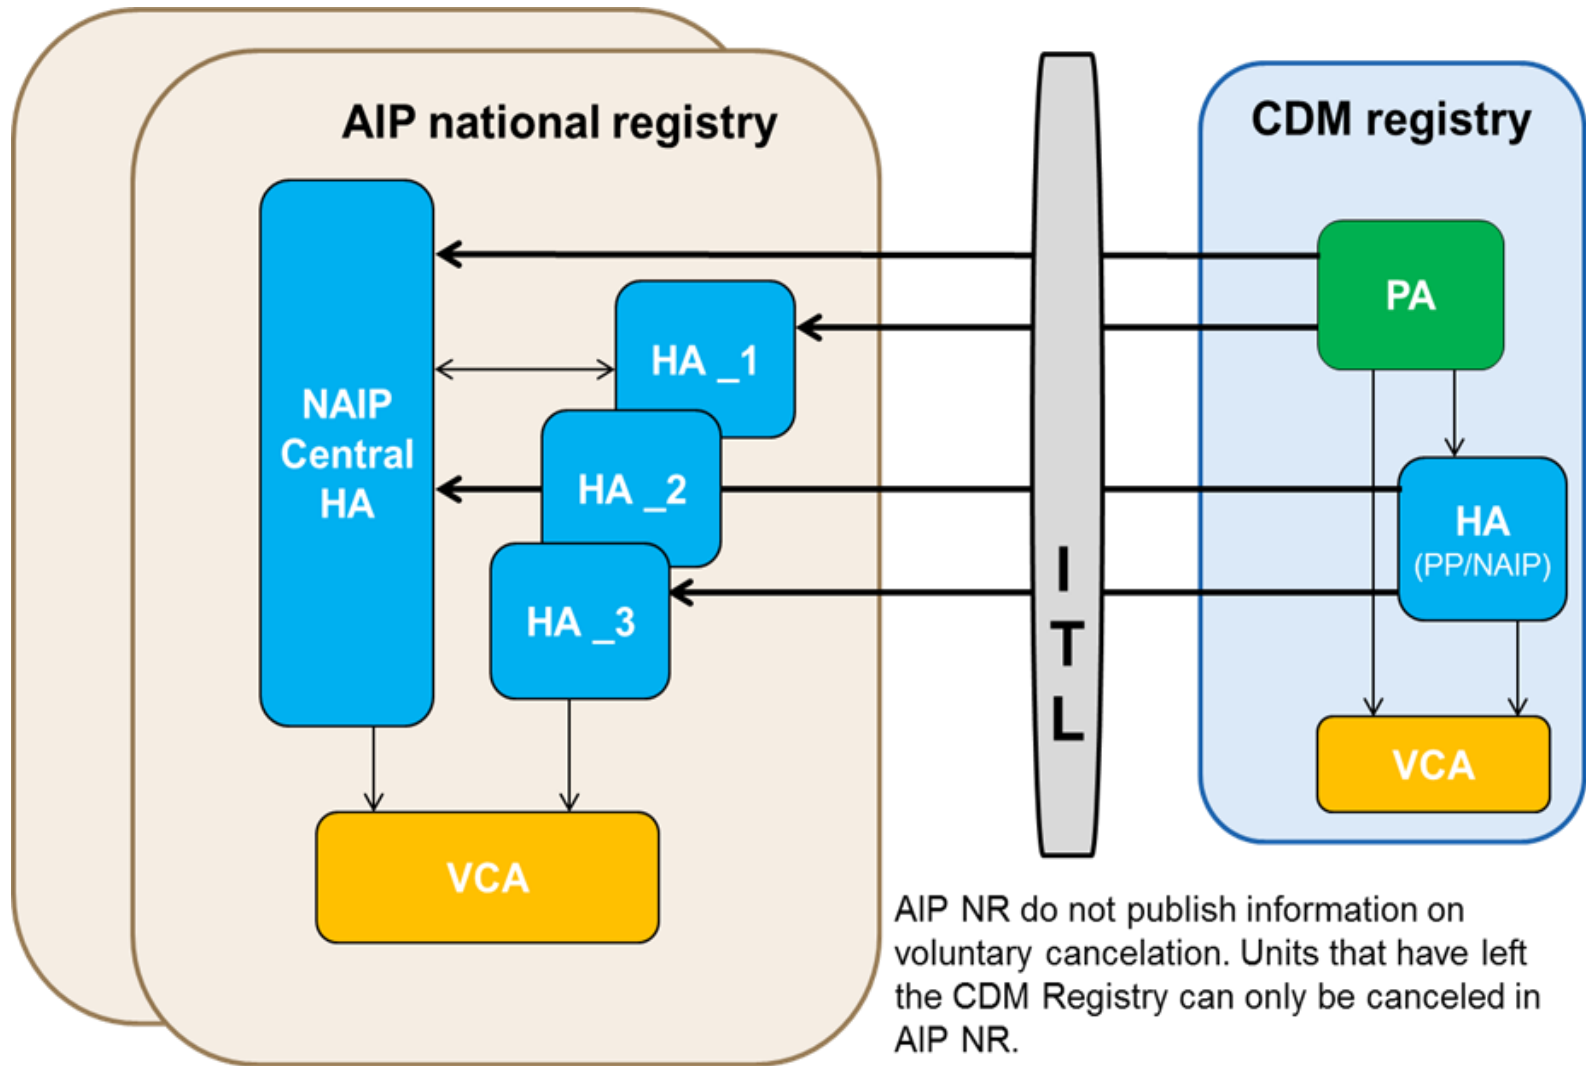 AIP national registry
CDM registry
NAIP
Central
HA
HA _1
HA _2
HA _3
VCA
I
T
L
PA
HA
(PP/NAIP)
VCA
AIP NR do not publish information on
voluntary cancelation. Units that have left
the CDM Registry can only be canceled in
AIP NR.